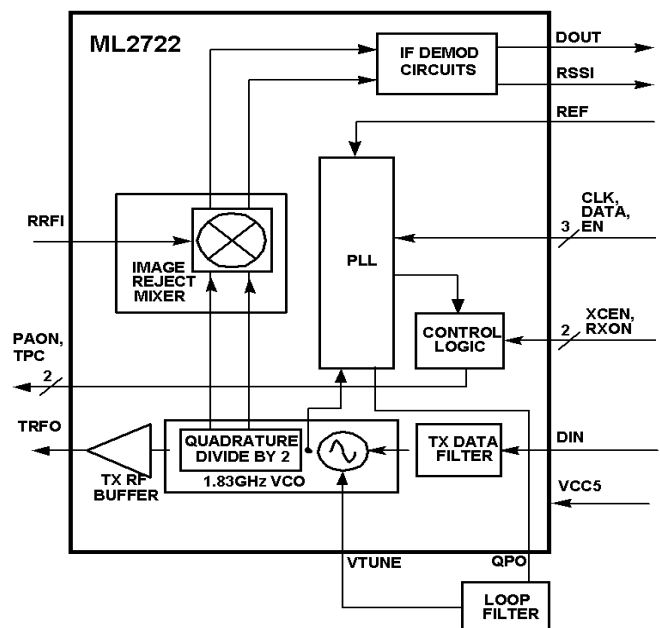 ML2722
IF DEMOD
CIRCUITS
DOUT
RSSI
REF
RRFI
IMAGE
REJECT
MIXER
PLL
CLK,
DATA,
EN
3
CONTROL
LOGIC
XCEN,
RXON
2
PAON,
TPC
2
TRFO
TX RF
BUFFER
QUADRATURE
DIVIDE BY 2
1.83GHz VCO
TX DATA
FILTER
DIN
VCC5
VTUNE
QPO
LOOP
FILTER